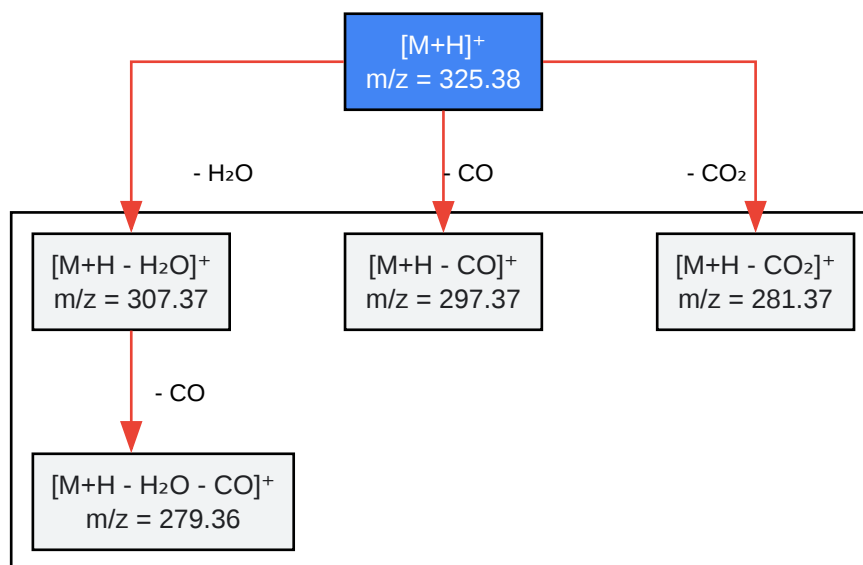 [M+H]⁺
m/z = 325.38
- H₂O
- CO
- CO₂
[M+H - H₂O]⁺
m/z = 307.37
[M+H - CO]⁺
m/z = 297.37
[M+H - CO₂]⁺
m/z = 281.37
- CO
[M+H - H₂O - CO]⁺
m/z = 279.36